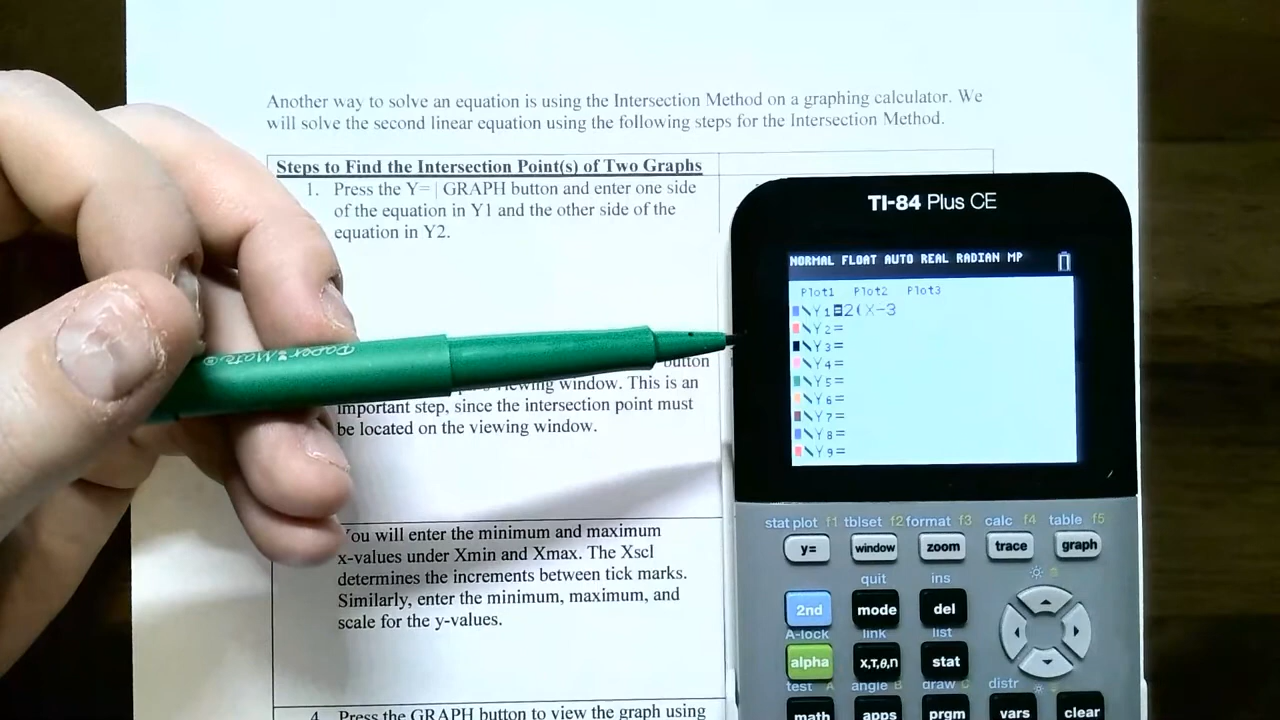 Another way to solve an equation is using the Intersection Method on a graphing calculator. We
will solve the second linear equation using the following steps for the Intersection Method.
Steps to Find the Intersection Point(s) of Two Graphs
1. Press the Y= | GRAPH button and enter one side
of the equation in Y1 and the other side of the
equation in Y2.
button
viewing window. This is an
important step, since the intersection point must
be located on the viewing window.
You will enter the minimum and maximum
x-values under Xmin and Xmax. The Xscl
determines the increments between tick marks.
Similarly, enter the minimum, maximum, and
scale for the y-values.
4. Press the GRAPH button to view the graph using
Paper Mate®
TI-84 Plus CE
NORMAL FLOAT AUTO REAL RADIAN MP
Plot1 Plot2 Plot3
\Y1=2(X-3
\Y2=
\Y3=
\Y4=
\Y5=
\Y6=
\Y7=
\Y8=
\Y9=
stat plot f1 tblset f2 format f3 calc f4 table f5
y= window zoom trace graph
quit ins
2nd mode del
A-lock link list
alpha X,T,θ,n stat
test A angle B draw C distr
math apps prgm vars clear